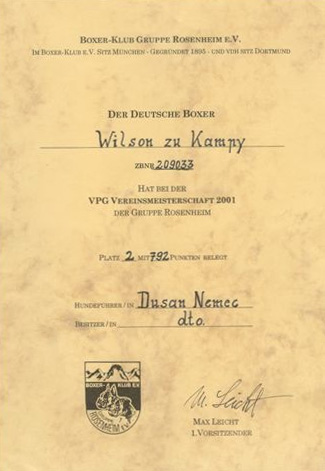 BOXER-KLUB GRUPPE ROSENHEIM E.V.
IM BOXER-KLUB E.V. SITZ MÜNCHEN - GEGRÜNDET 1895 - UND VDH SITZ DORTMUND
DER DEUTSCHE BOXER
Wilson zu Kampy
ZBNR 209033
HAT BEI DER
VPG VEREINSMEISTERSCHAFT 2001
DER GRUPPE ROSENHEIM
PLATZ 2 MIT 792 PUNKTEN BELEGT
HUNDEFÜHRER / IN Dusan Nemec
BESITZER / IN dto.
BOXER-KLUB E.V.
ROSENHEIM
M. Leicht
MAX LEICHT
1. VORSITZENDER